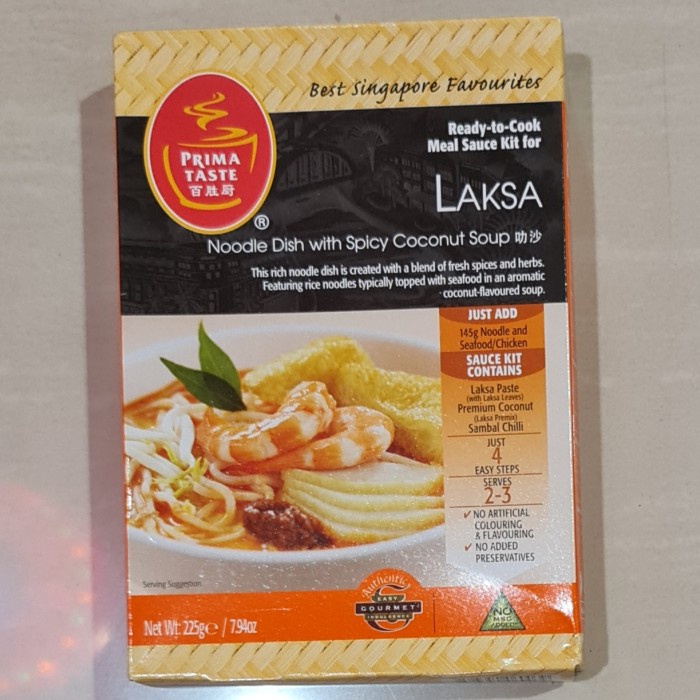 Best Singapore Favourites
PRIMA
TASTE
百胜厨
®
Ready-to-Cook
Meal Sauce Kit for
LAKSA
Noodle Dish with Spicy Coconut Soup 叻沙
This rich noodle dish is created with a blend of fresh spices and herbs.
Featuring rice noodles typically topped with seafood in an aromatic
coconut-flavoured soup.
JUST ADD
145g Noodle and
Seafood/Chicken
SAUCE KIT
CONTAINS
Laksa Paste
(with Laksa Leaves)
Premium Coconut
(Laksa Premix)
Sambal Chilli
JUST
4
EASY STEPS
SERVES
2-3
✓ NO ARTIFICIAL
COLOURING
& FLAVOURING
✓ NO ADDED
PRESERVATIVES
Serving Suggestion
Authentic
EASY
GOURMET
INDULGENCE
NO
MSG
ADDED
Net Wt: 225g e / 7.94oz